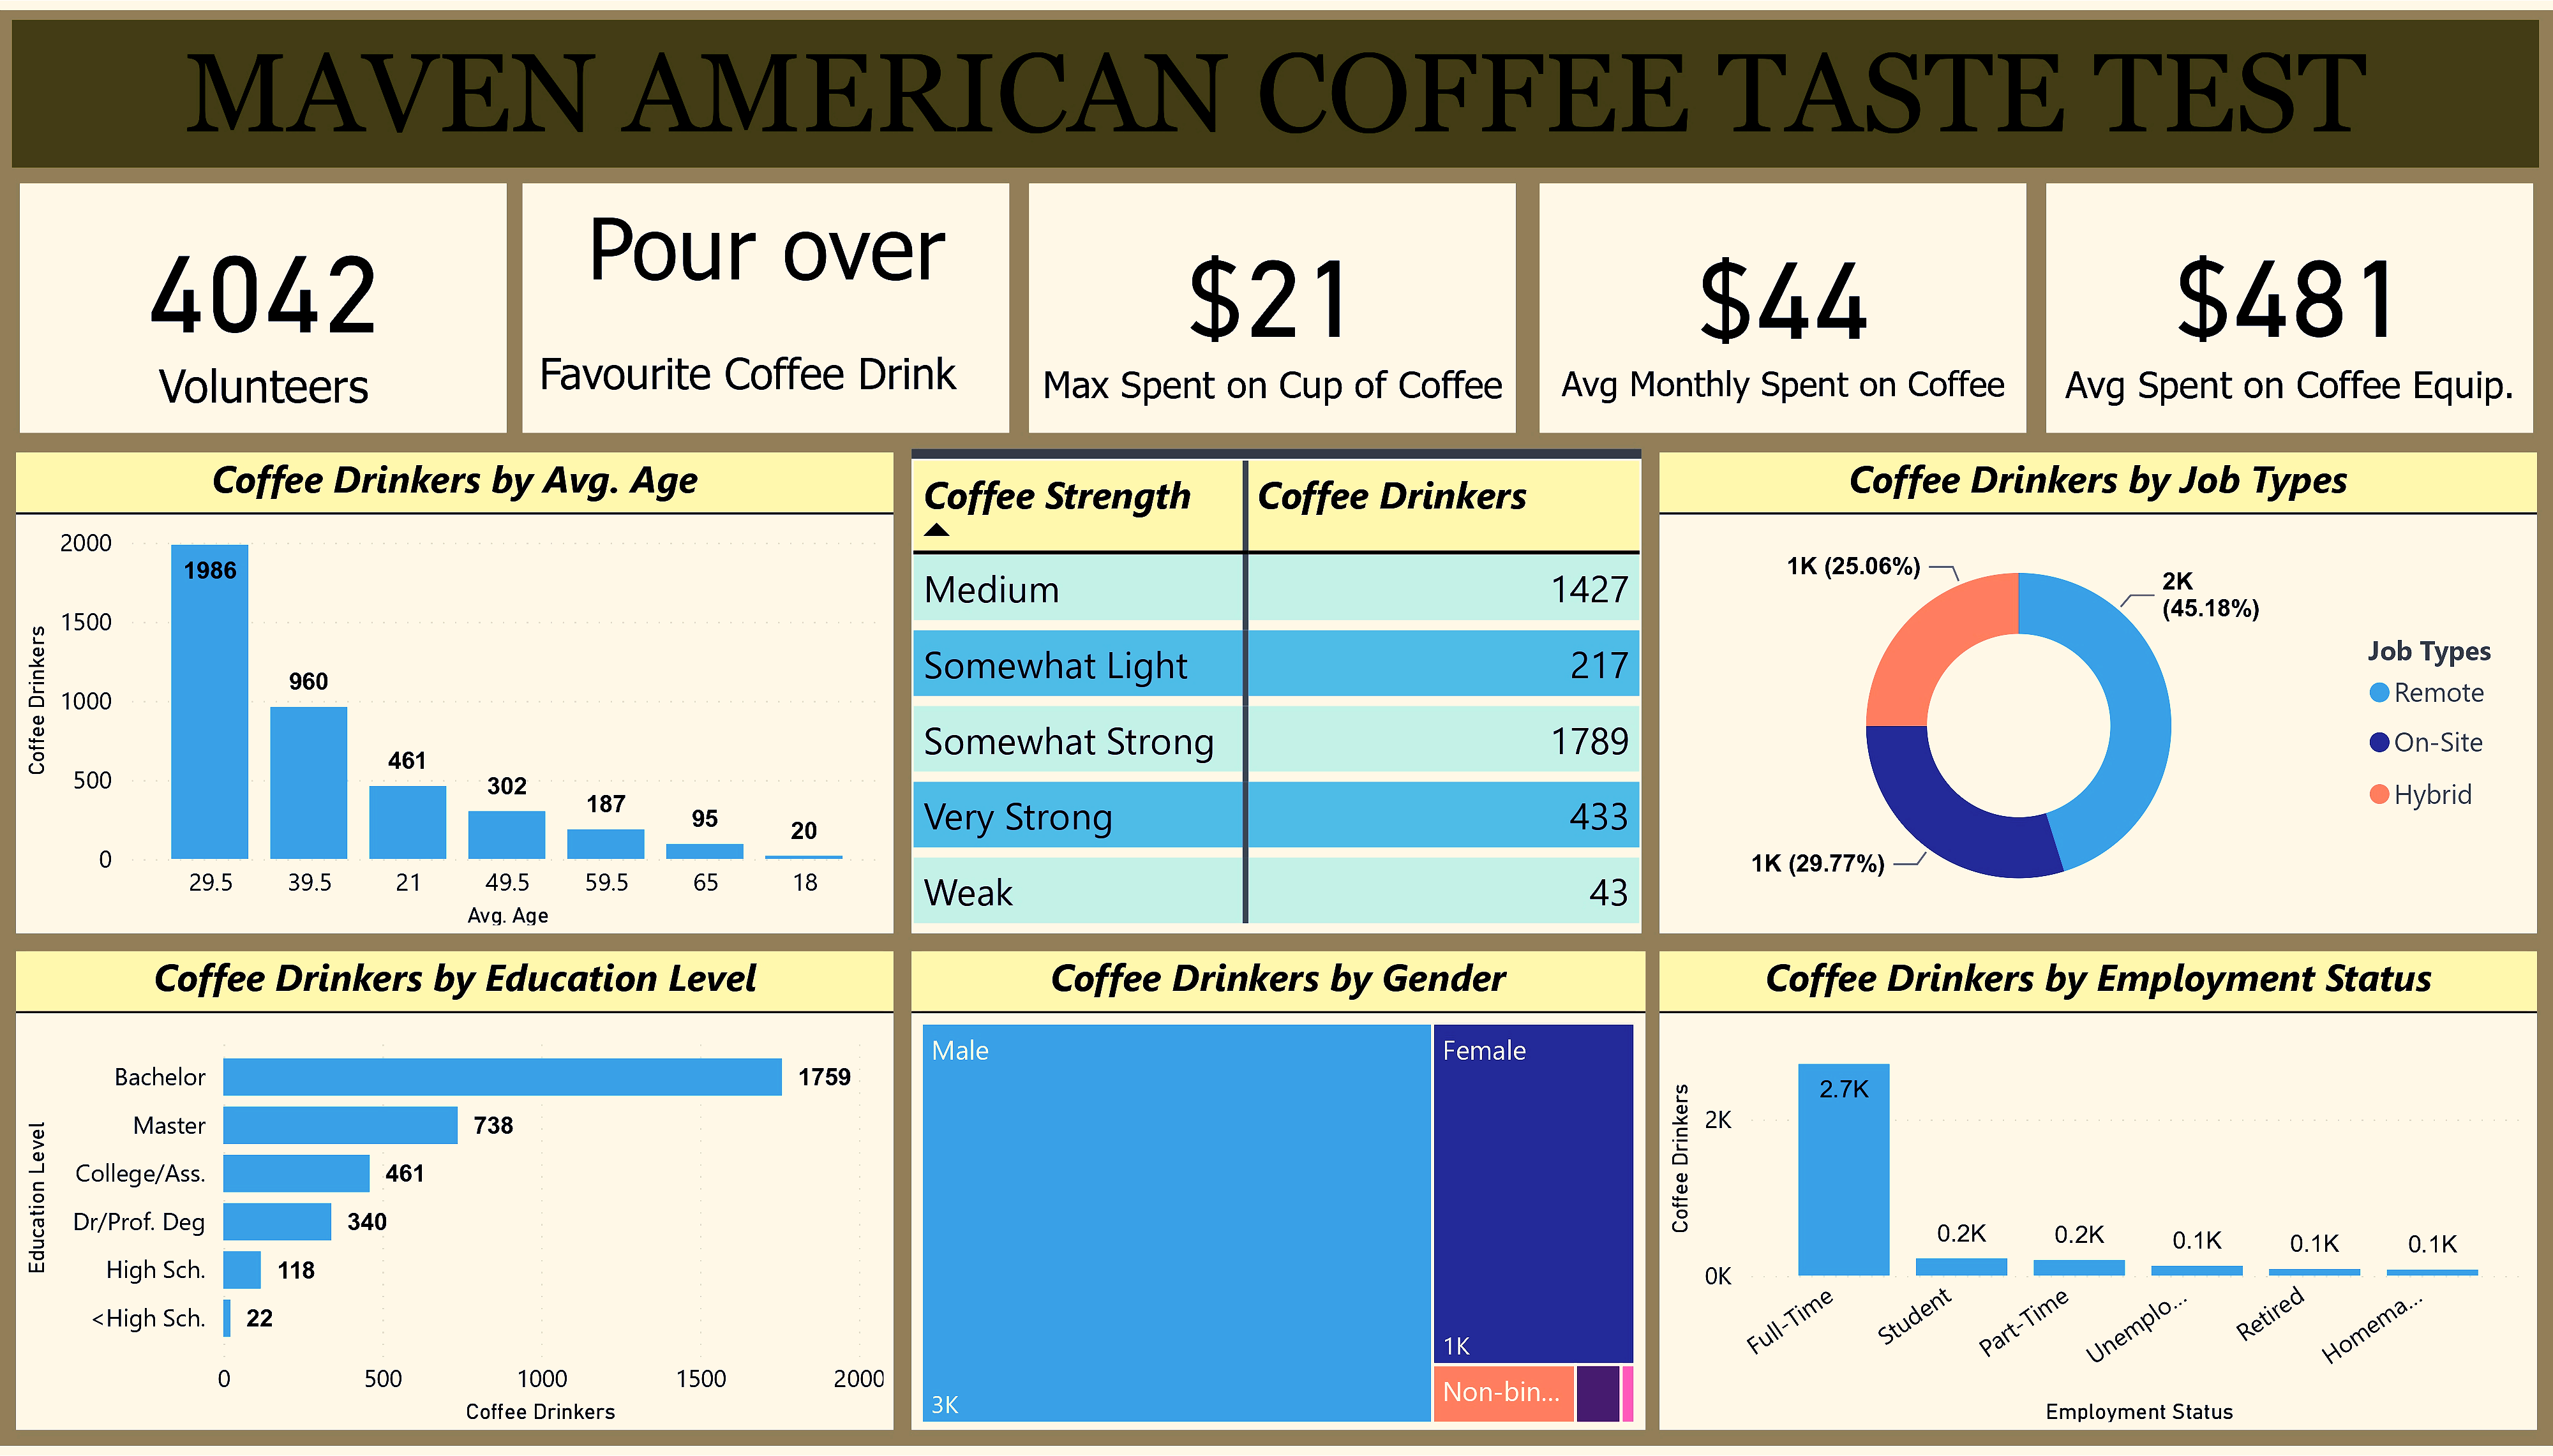 MAVEN AMERICAN COFFEE TASTE TEST
4042
Volunteers
Pour over
Favourite Coffee Drink
$21
Max Spent on Cup of Coffee
$44
Avg Monthly Spent on Coffee
$481
Avg Spent on Coffee Equip.
Coffee Drinkers by Avg. Age
Coffee Drinkers
2000
1500
1000
500
0
1986
960
461
302
187
95
20
29.5
39.5
21
49.5
59.5
65
18
Avg. Age
Coffee Strength Coffee Drinkers
Medium 1427
Somewhat Light 217
Somewhat Strong 1789
Very Strong 433
Weak 43
Coffee Drinkers by Job Types
1K (25.06%)
2K
(45.18%)
1K (29.77%)
Job Types
Remote
On-Site
Hybrid
Coffee Drinkers by Education Level
Education Level
Bachelor 1759
Master 738
College/Ass. 461
Dr/Prof. Deg 340
High Sch. 118
<High Sch. 22
0 500 1000 1500 2000
Coffee Drinkers
Coffee Drinkers by Gender
Male
3K
Female
1K
Non-bin...
Coffee Drinkers by Employment Status
Coffee Drinkers
2K
0K
2.7K
0.2K
0.2K
0.1K
0.1K
0.1K
Full-Time
Student
Part-Time
Unemplo...
Retired
Homema...
Employment Status